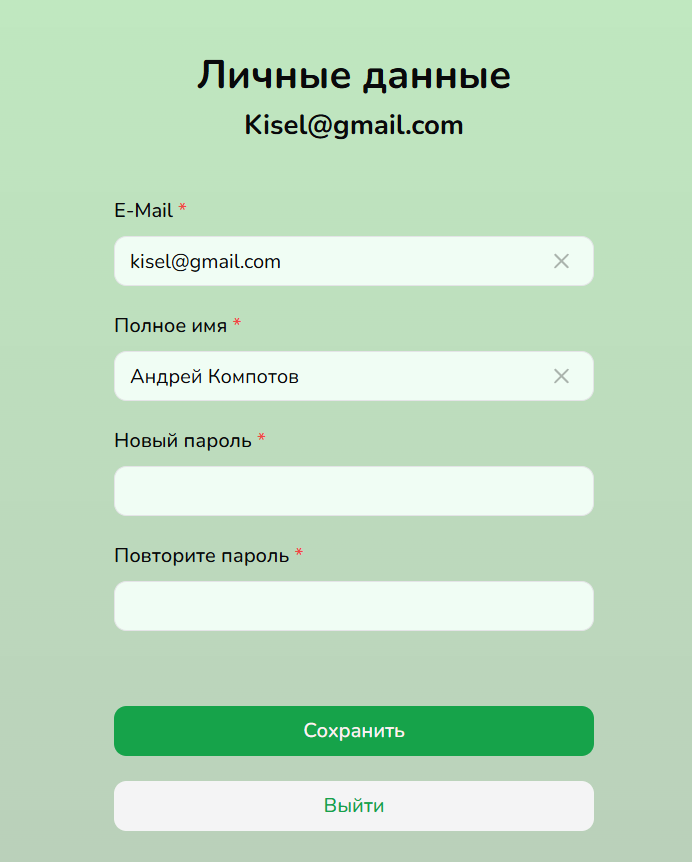 Личные данные
Kisel@gmail.com
E-Mail *
kisel@gmail.com
Полное имя *
Андрей Компотов
Новый пароль *
Повторите пароль *
Сохранить
Выйти